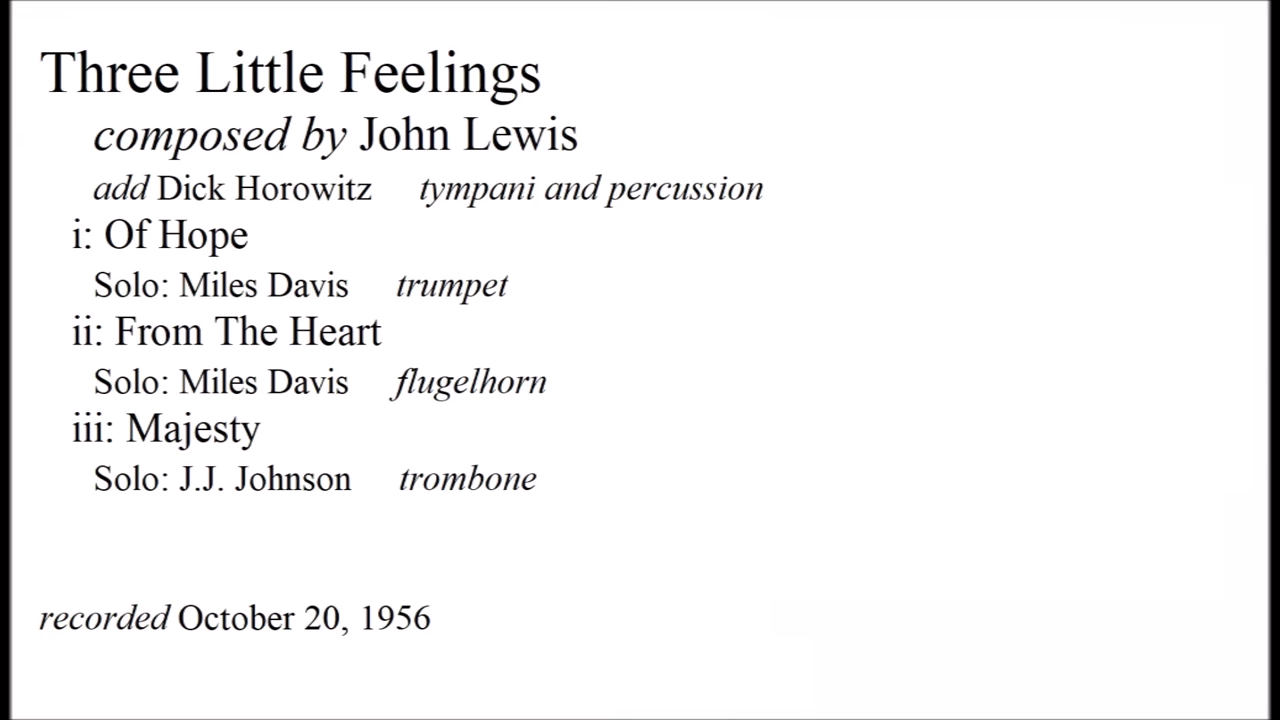 Three Little Feelings
composed by John Lewis
add Dick Horowitz tympani and percussion
i: Of Hope
Solo: Miles Davis trumpet
ii: From The Heart
Solo: Miles Davis flugelhorn
iii: Majesty
Solo: J.J. Johnson trombone
recorded October 20, 1956